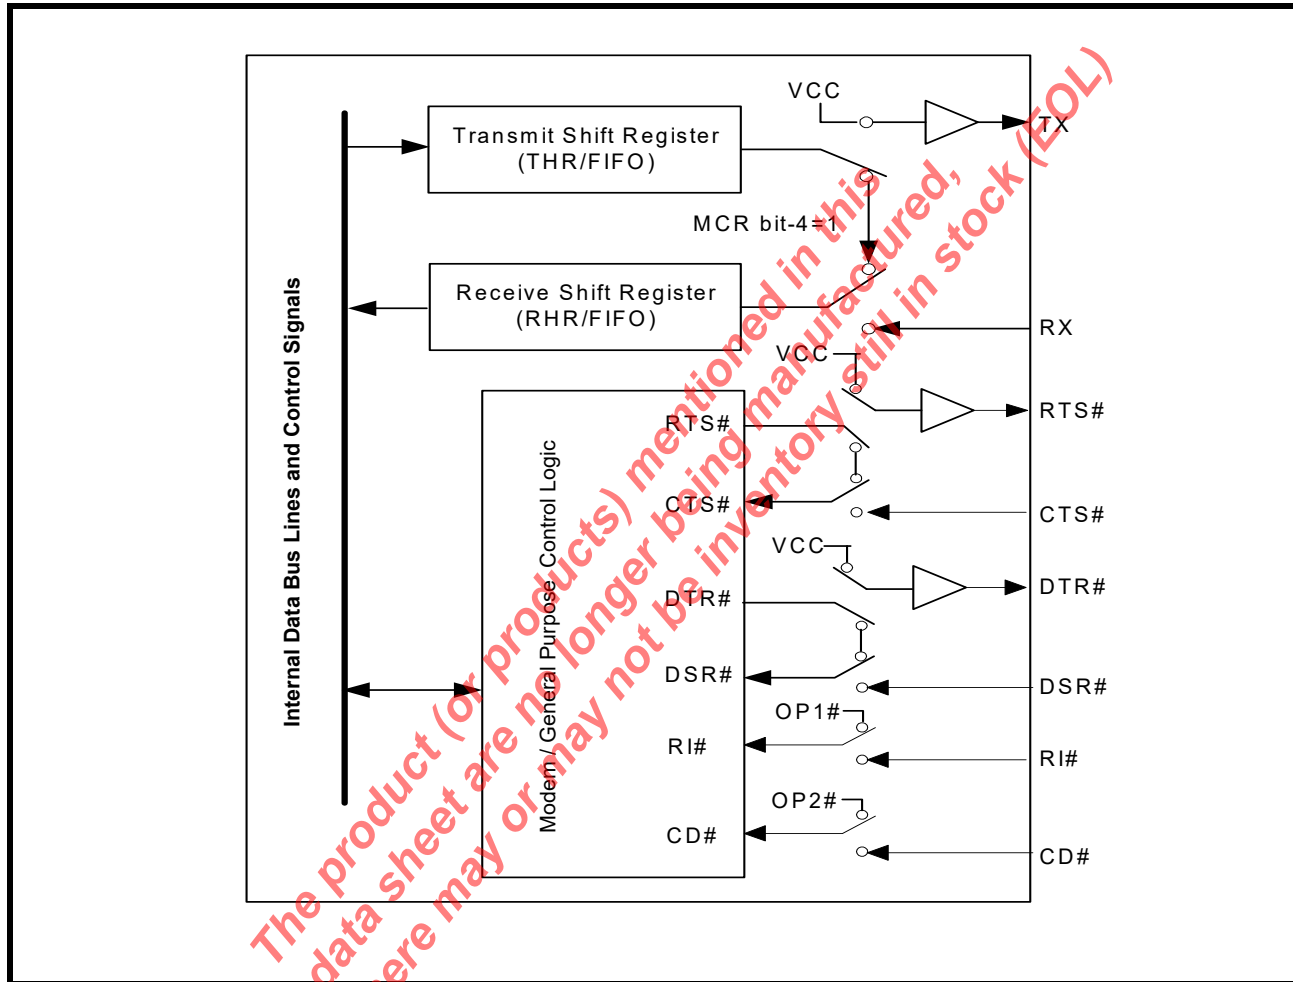 VCC
TX
Transmit Shift Register
(THR/FIFO)
MCR bit-4=1
Receive Shift Register
(RHR/FIFO)
RX
VCC
RTS#
RTS#
CTS#
CTS#
VCC
DTR#
DTR#
DSR#
DSR#
OP1#
RI#
RI#
OP2#
CD#
CD#
Internal Data Bus Lines and Control Signals
Modem / General Purpose Control Logic
The product (or products) mentioned in this
data sheet are no longer being manufactured,
ere may or may not be inventory still in stock (EOL)